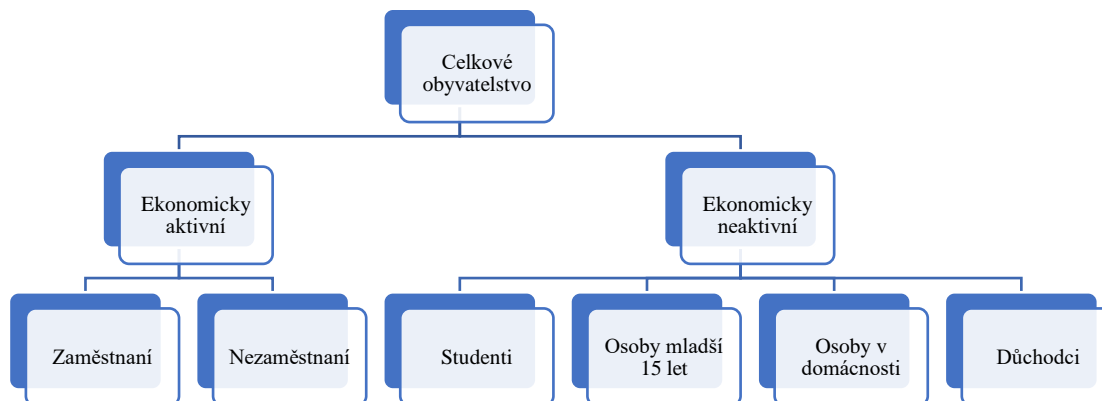 Celkové
obyvatelstvo
Ekonomicky
aktivní
Ekonomicky
neaktivní
Zaměstnaní
Nezaměstnaní
Studenti
Osoby mladší
15 let
Osoby v
domácnosti
Důchodci